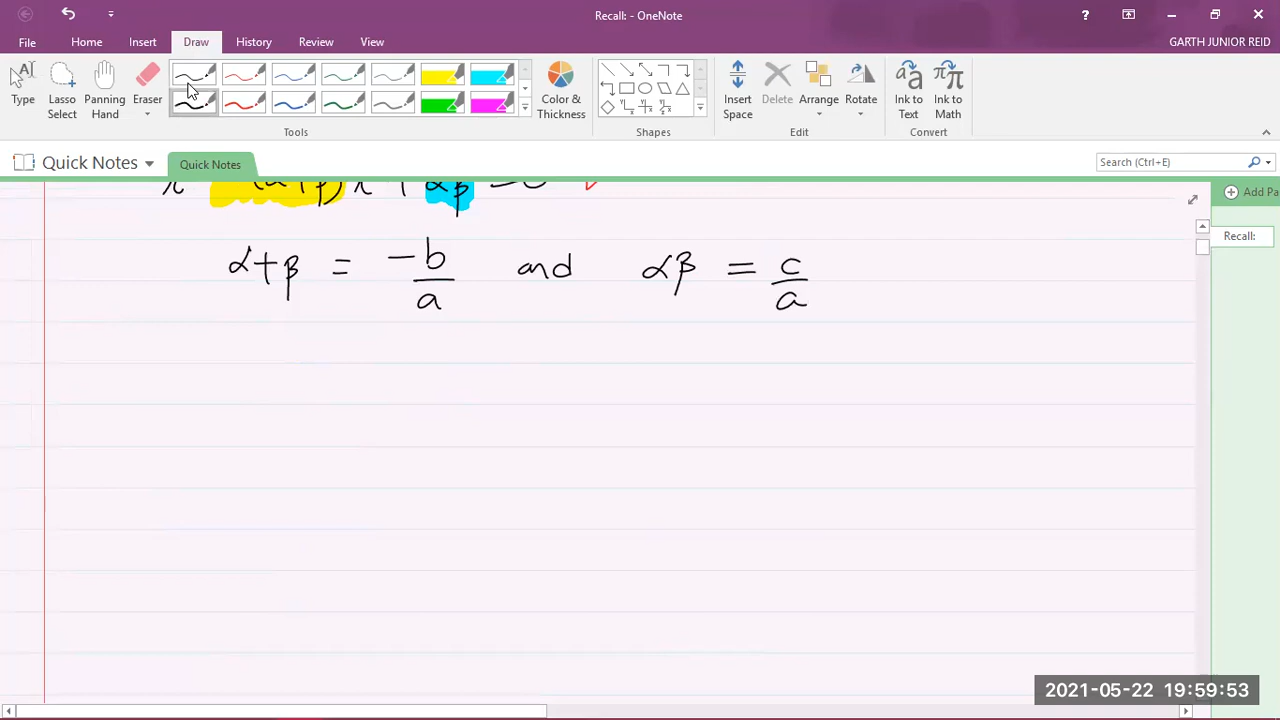 Recall: - OneNote
?
File Home Insert Draw History Review View GARTH JUNIOR REID
Type Lasso Select Panning Hand Eraser Color & Thickness Insert Space Delete Arrange Rotate Ink to Text Ink to Math
Tools Shapes Edit Convert
Quick Notes Quick Notes Search (Ctrl+E)
(α+β)x + αβ = 0 Add Pa
Recall:
α+β = -b/a and αβ = c/a
2021-05-22 19:59:53